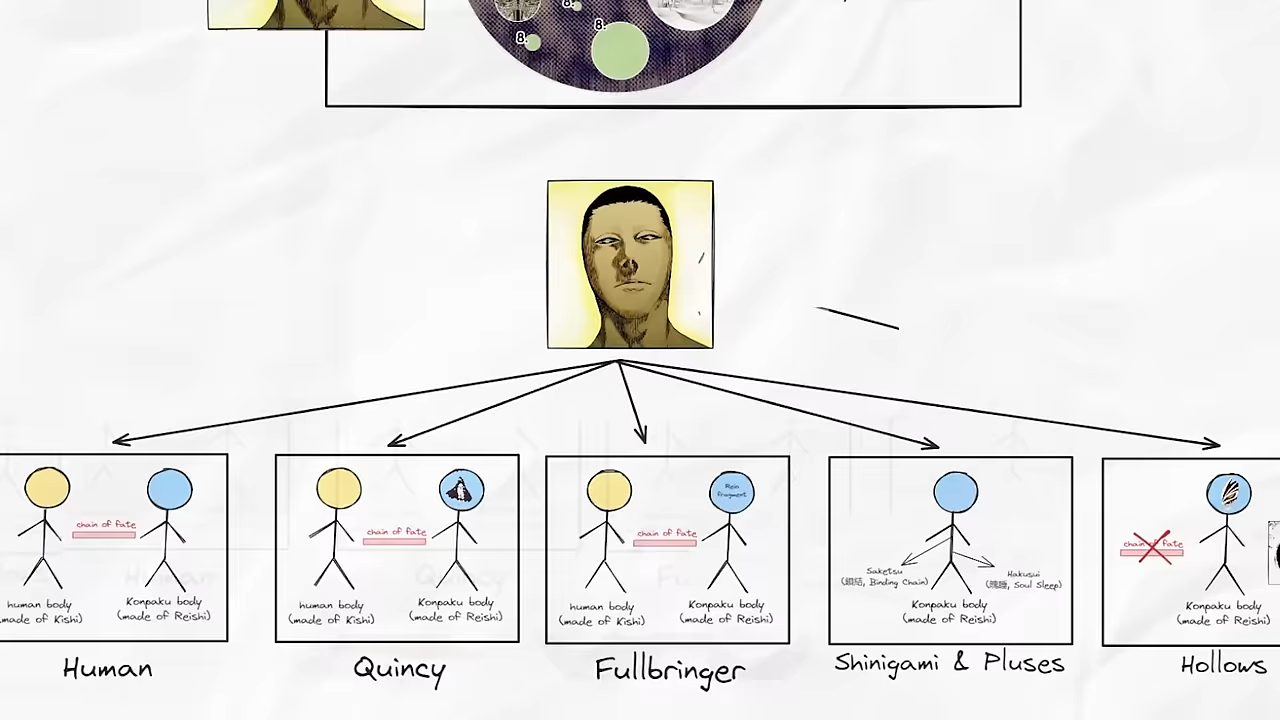 8.
8.
8.
chain of fate
human body
(made of Kishi)
Konpaku body
(made of Reishi)
Human
chain of fate
human body
(made of Kishi)
Konpaku body
(made of Reishi)
Quincy
Rein
fragment
chain of fate
human body
(made of Kishi)
Konpaku body
(made of Reishi)
Fullbringer
Saketsu
(鎖結, Binding Chain)
Hakusui
(魄睡, Soul Sleep)
Konpaku body
(made of Reishi)
Shinigami & Pluses
chain of fate
Konpaku body
(made of Reishi)
Hollows